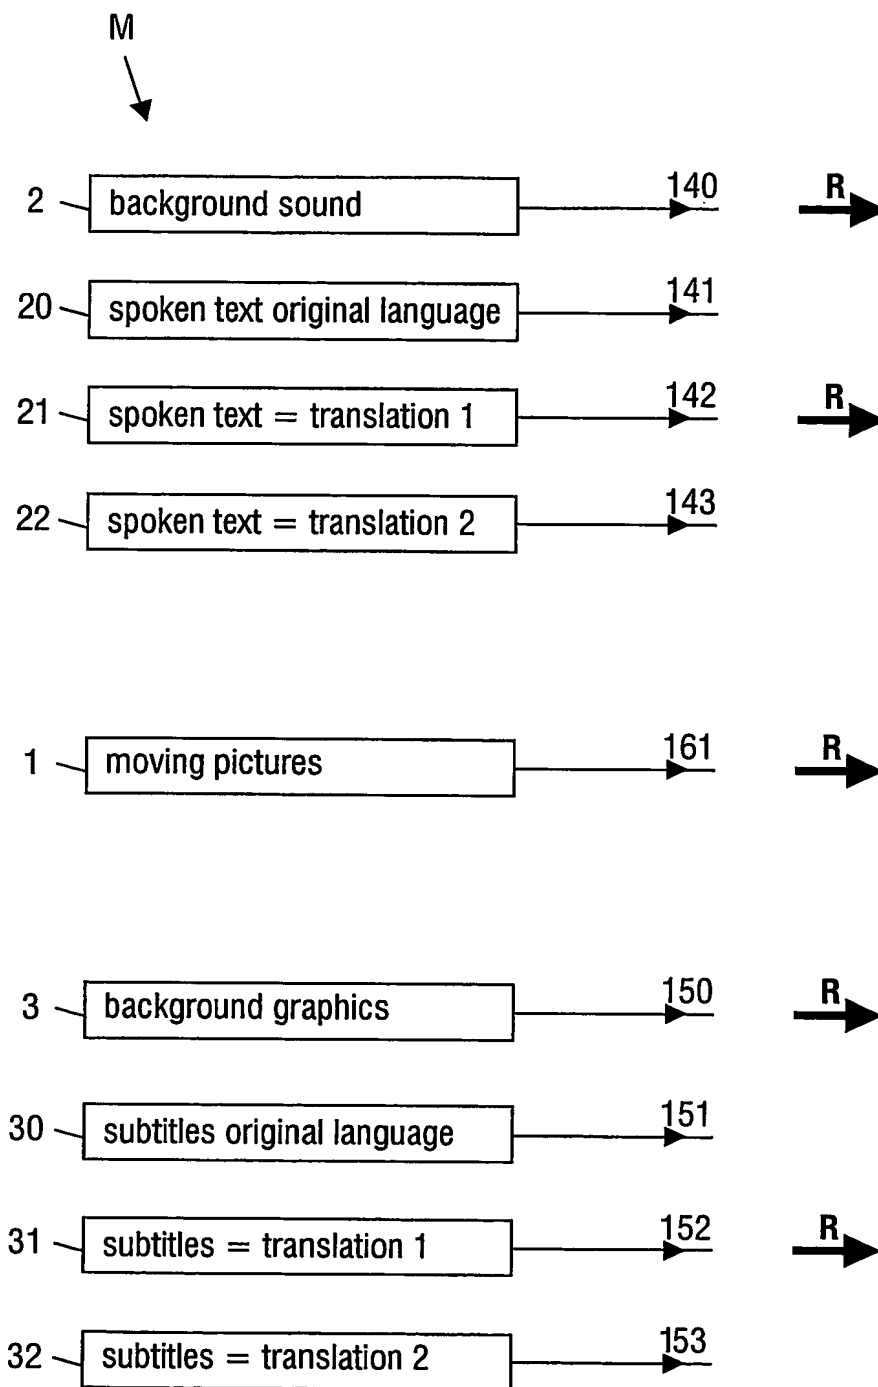 M
2 background sound 140 R
20 spoken text original language 141
21 spoken text = translation 1 142 R
22 spoken text = translation 2 143
1 moving pictures 161 R
3 background graphics 150 R
30 subtitles original language 151
31 subtitles = translation 1 152 R
32 subtitles = translation 2 153